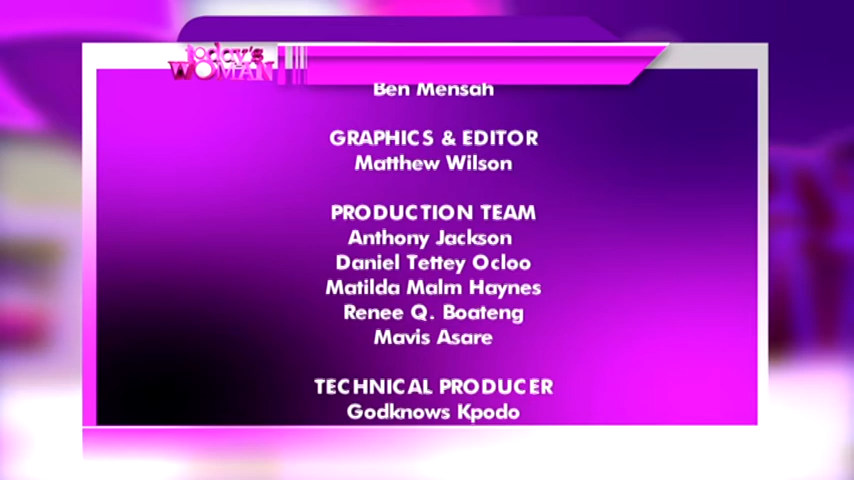 today's
WOMAN
Ben Mensah
GRAPHICS & EDITOR
Matthew Wilson
PRODUCTION TEAM
Anthony Jackson
Daniel Tettey Ocloo
Matilda Malm Haynes
Renee Q. Boateng
Mavis Asare
TECHNICAL PRODUCER
Godknows Kpodo